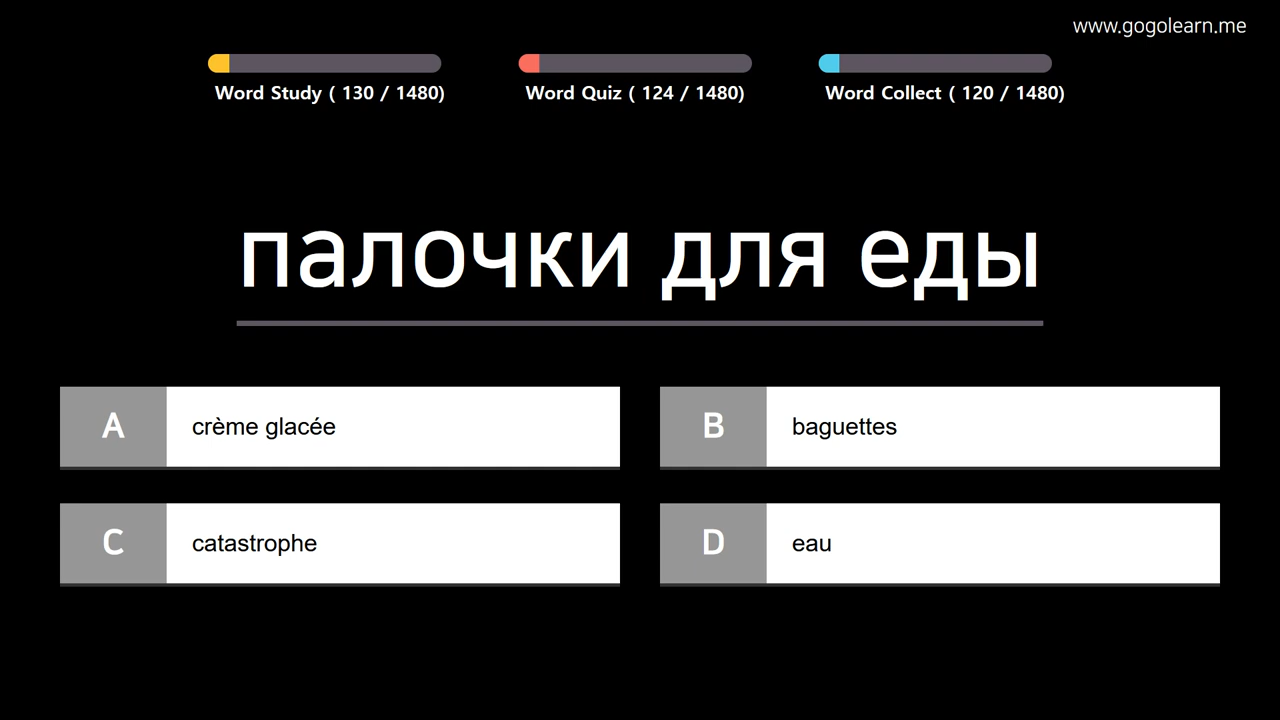 www.gogolearn.me
Word Study ( 130 / 1480)
Word Quiz ( 124 / 1480)
Word Collect ( 120 / 1480)
палочки для еды
A crème glacée
B baguettes
C catastrophe
D eau